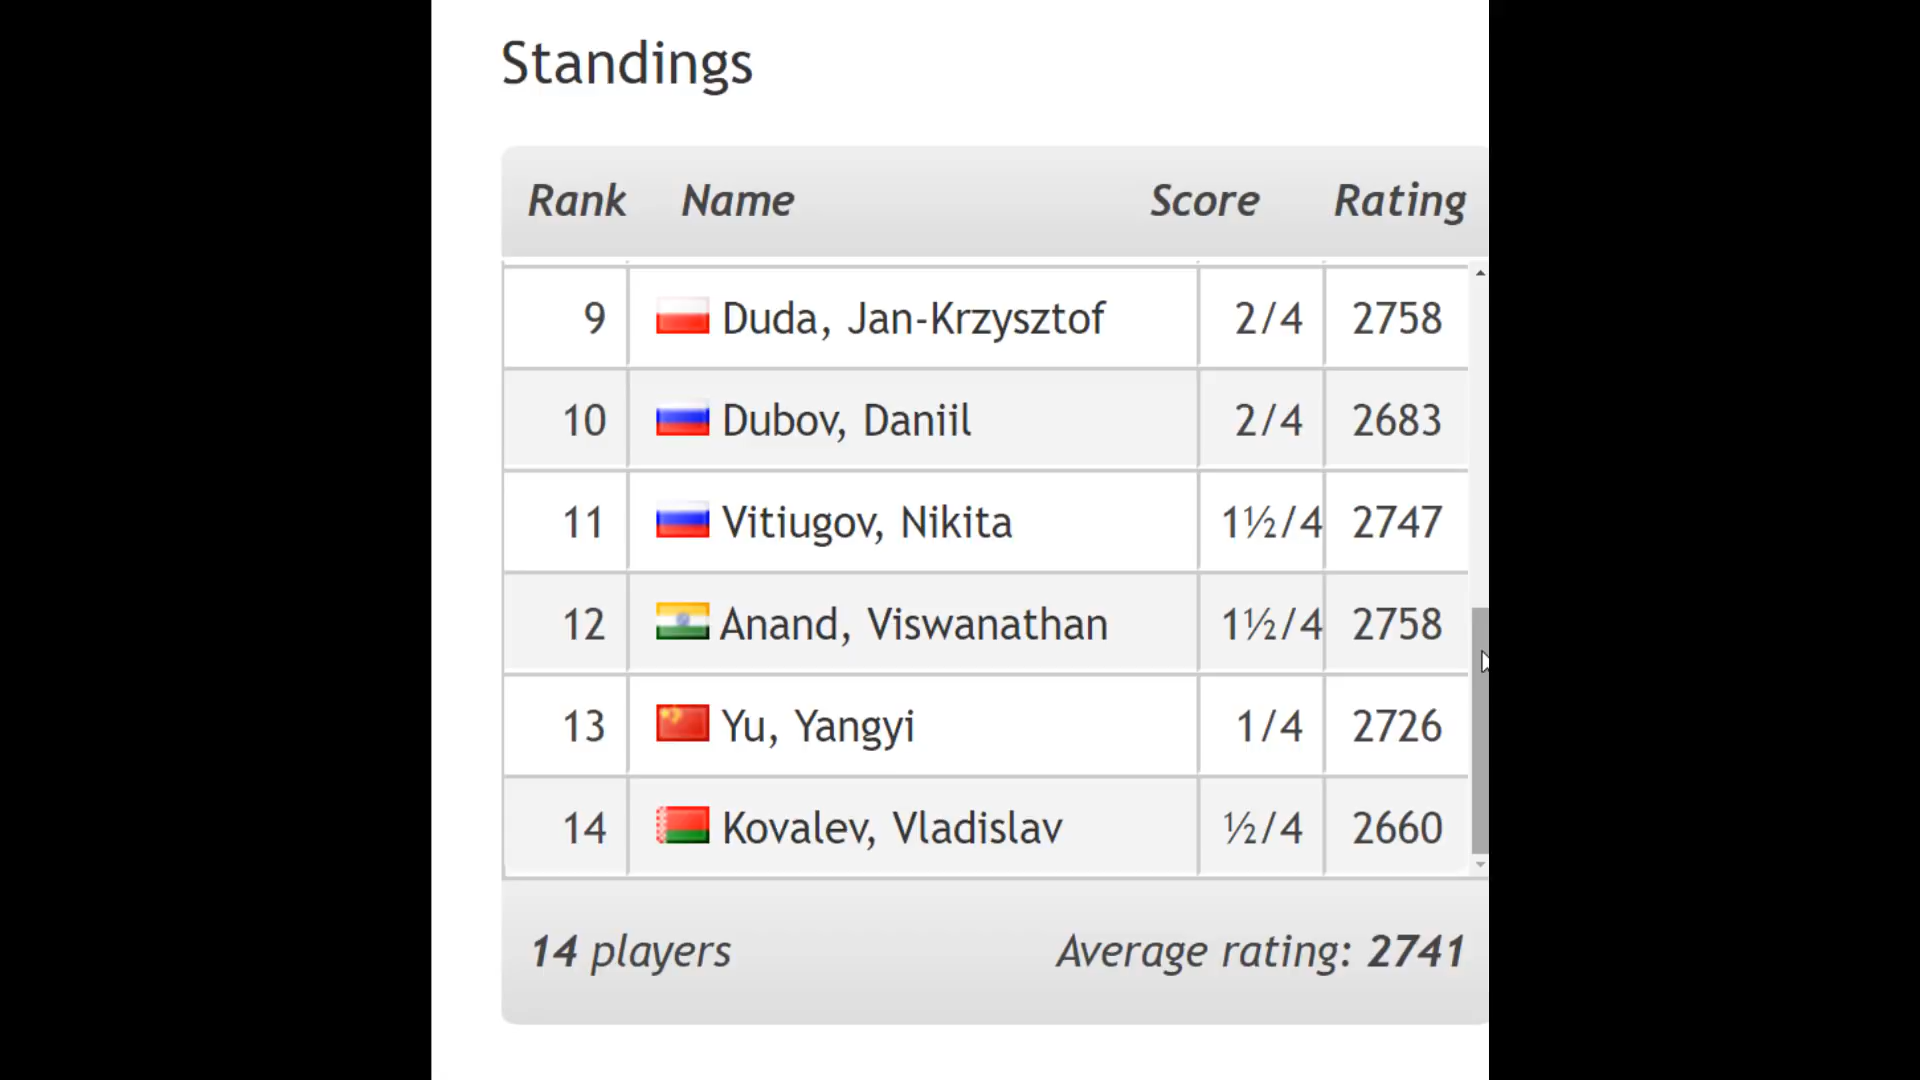 Standings
Rank Name Score Rating
9 Duda, Jan-Krzysztof 2/4 2758
10 Dubov, Daniil 2/4 2683
11 Vitiugov, Nikita 1½/4 2747
12 Anand, Viswanathan 1½/4 2758
13 Yu, Yangyi 1/4 2726
14 Kovalev, Vladislav ½/4 2660
14 players Average rating: 2741